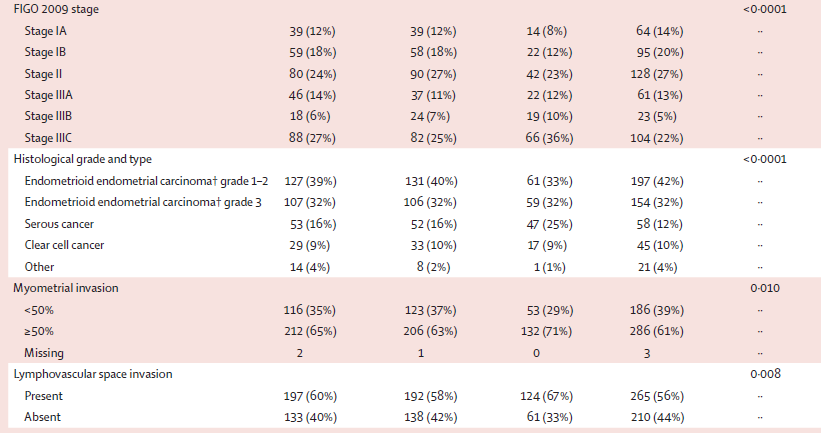 FIGO 2009 stage <0·0001
Stage IA 39 (12%) 39 (12%) 14 (8%) 64 (14%) ··
Stage IB 59 (18%) 58 (18%) 22 (12%) 95 (20%) ··
Stage II 80 (24%) 90 (27%) 42 (23%) 128 (27%) ··
Stage IIIA 46 (14%) 37 (11%) 22 (12%) 61 (13%) ··
Stage IIIB 18 (6%) 24 (7%) 19 (10%) 23 (5%) ··
Stage IIIC 88 (27%) 82 (25%) 66 (36%) 104 (22%) ··
Histological grade and type <0·0001
Endometrioid endometrial carcinoma† grade 1–2 127 (39%) 131 (40%) 61 (33%) 197 (42%) ··
Endometrioid endometrial carcinoma† grade 3 107 (32%) 106 (32%) 59 (32%) 154 (32%) ··
Serous cancer 53 (16%) 52 (16%) 47 (25%) 58 (12%) ··
Clear cell cancer 29 (9%) 33 (10%) 17 (9%) 45 (10%) ··
Other 14 (4%) 8 (2%) 1 (1%) 21 (4%) ··
Myometrial invasion 0·010
<50% 116 (35%) 123 (37%) 53 (29%) 186 (39%) ··
≥50% 212 (65%) 206 (63%) 132 (71%) 286 (61%) ··
Missing 2 1 0 3 ··
Lymphovascular space invasion 0·008
Present 197 (60%) 192 (58%) 124 (67%) 265 (56%) ··
Absent 133 (40%) 138 (42%) 61 (33%) 210 (44%) ··